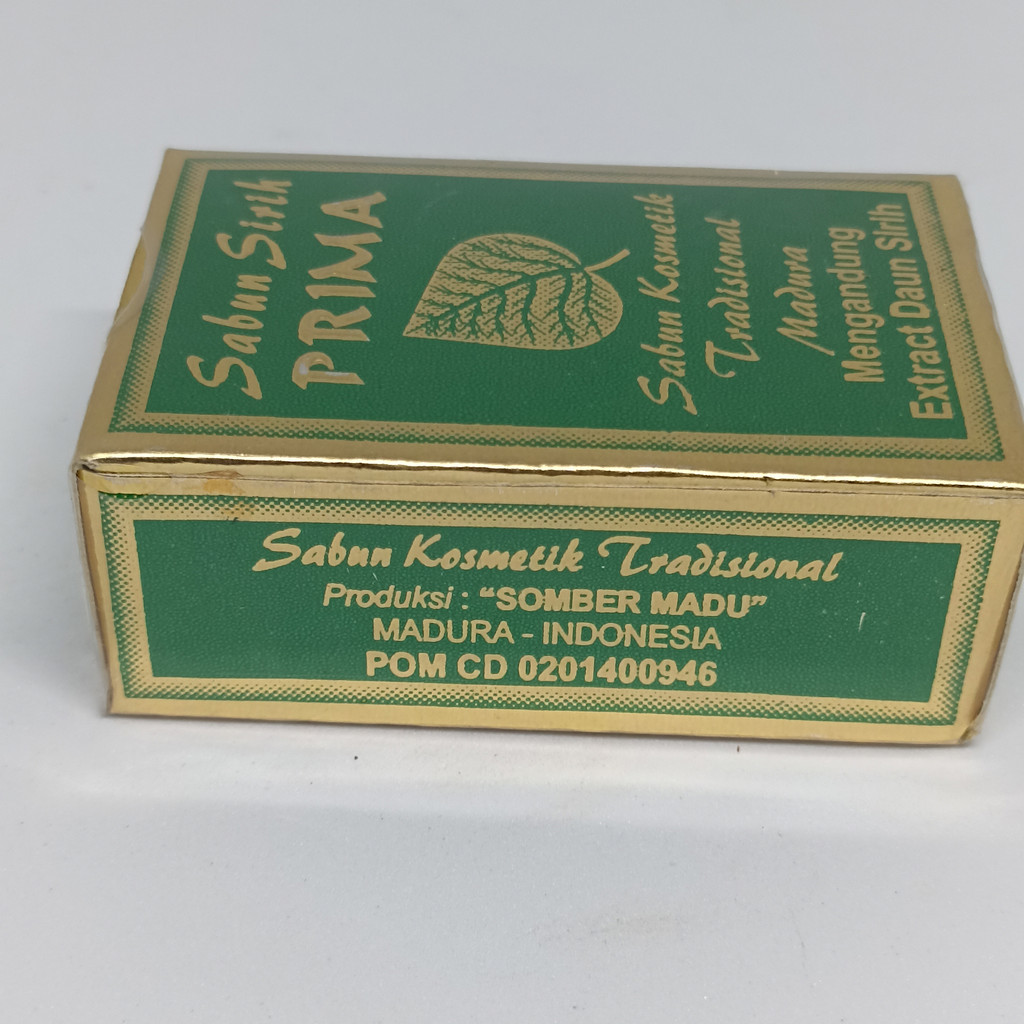 Sabun Sirih
PRIMA
Sabun Kosmetik
Tradisional
Madura
Mengandung
Extract Daun SIrih
Sabun Kosmetik Tradisional
Produksi : “SOMBER MADU”
MADURA - INDONESIA
POM CD 0201400946